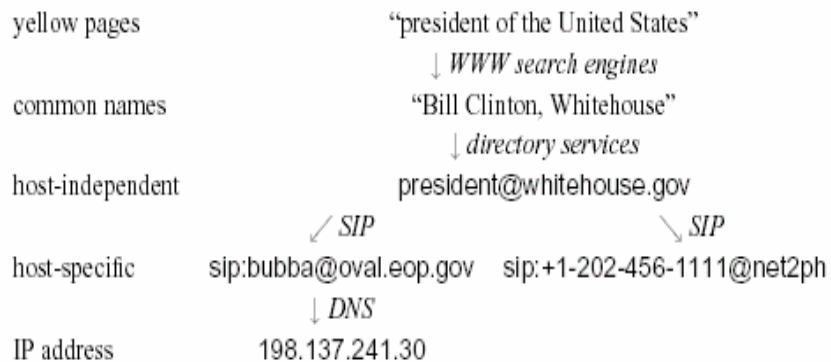 yellow pages “president of the United States”
↓ WWW search engines
common names “Bill Clinton, Whitehouse”
↓ directory services
host-independent president@whitehouse.gov
↙ SIP ↘ SIP
host-specific sip:bubba@oval.eop.gov sip:+1-202-456-1111@net2ph
↓ DNS
IP address 198.137.241.30